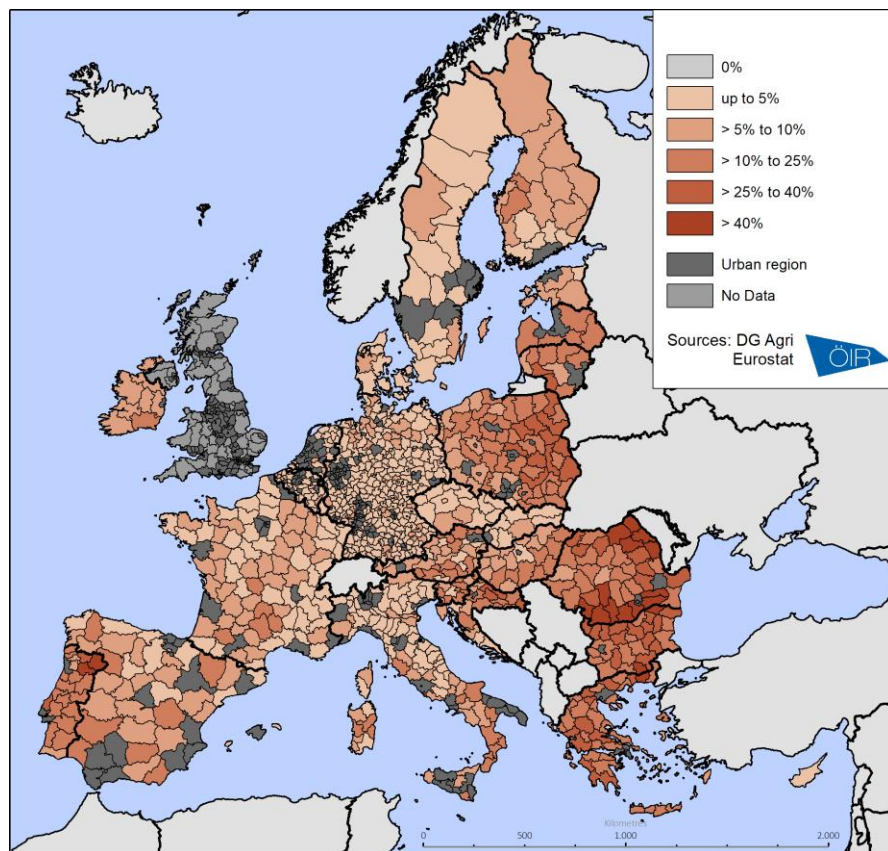 0%
up to 5%
> 5% to 10%
> 10% to 25%
> 25% to 40%
> 40%
Urban region
No Data
Sources: DG Agri
Eurostat
ÖIR
Kilometres
0 500 1.000 2.000